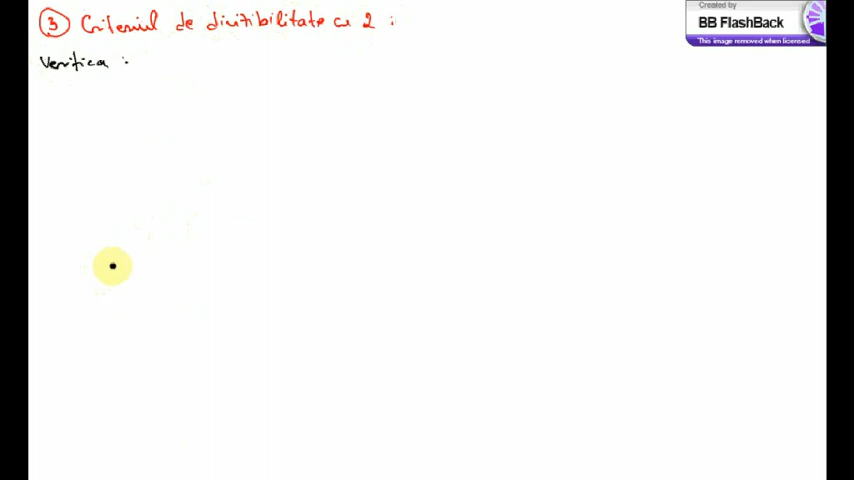 ③ Criteriul de divizibilitate cu 2 :
Verifica :
Created by
BB FlashBack
This image removed when licensed